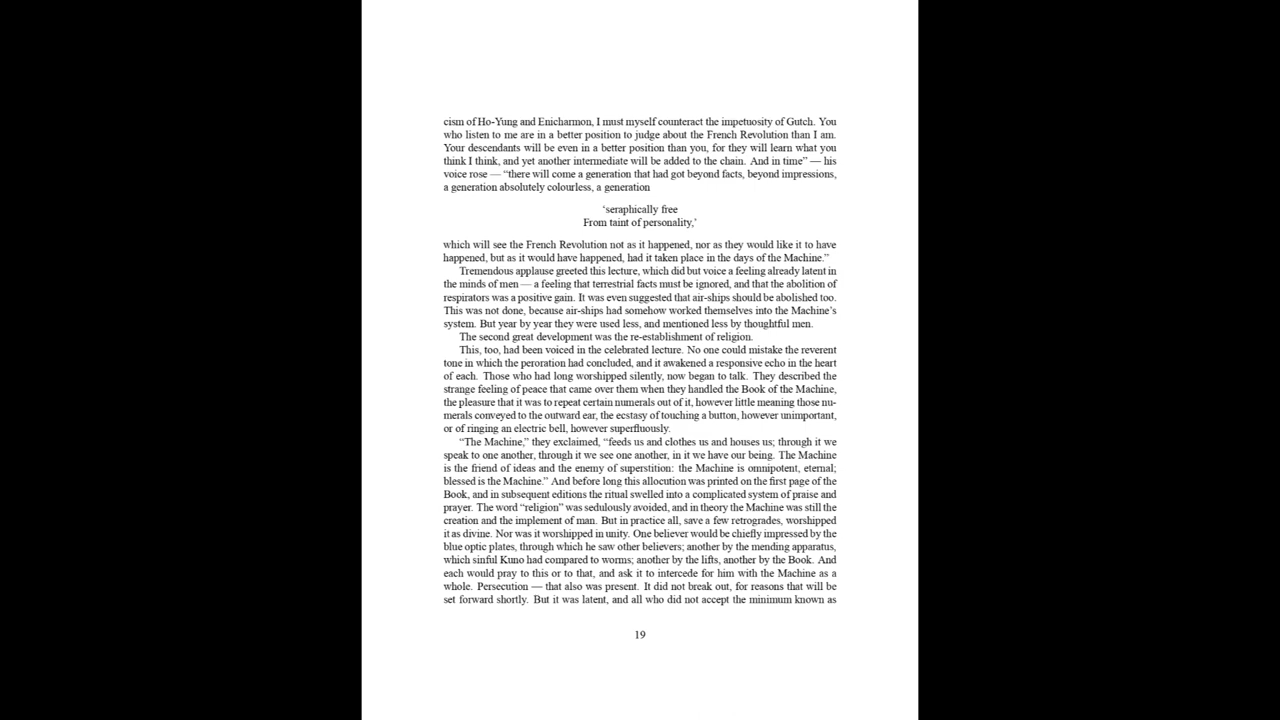 cism of Ho-Yung and Enicharmon, I must myself counteract the impetuosity of Gutch. You
who listen to me are in a better position to judge about the French Revolution than I am.
Your descendants will be even in a better position than you, for they will learn what you
think I think, and yet another intermediate will be added to the chain. And in time” — his
voice rose — “there will come a generation that had got beyond facts, beyond impressions,
a generation absolutely colourless, a generation
‘seraphically free
From taint of personality,’
which will see the French Revolution not as it happened, nor as they would like it to have
happened, but as it would have happened, had it taken place in the days of the Machine.”
Tremendous applause greeted this lecture, which did but voice a feeling already latent in
the minds of men — a feeling that terrestrial facts must be ignored, and that the abolition of
respirators was a positive gain. It was even suggested that air-ships should be abolished too.
This was not done, because air-ships had somehow worked themselves into the Machine’s
system. But year by year they were used less, and mentioned less by thoughtful men.
The second great development was the re-establishment of religion.
This, too, had been voiced in the celebrated lecture. No one could mistake the reverent
tone in which the peroration had concluded, and it awakened a responsive echo in the heart
of each. Those who had long worshipped silently, now began to talk. They described the
strange feeling of peace that came over them when they handled the Book of the Machine,
the pleasure that it was to repeat certain numerals out of it, however little meaning those nu-
merals conveyed to the outward ear, the ecstasy of touching a button, however unimportant,
or of ringing an electric bell, however superfluously.
“The Machine,” they exclaimed, “feeds us and clothes us and houses us; through it we
speak to one another, through it we see one another, in it we have our being. The Machine
is the friend of ideas and the enemy of superstition: the Machine is omnipotent, eternal;
blessed is the Machine.” And before long this allocution was printed on the first page of the
Book, and in subsequent editions the ritual swelled into a complicated system of praise and
prayer. The word “religion” was sedulously avoided, and in theory the Machine was still the
creation and the implement of man. But in practice all, save a few retrogrades, worshipped
it as divine. Nor was it worshipped in unity. One believer would be chiefly impressed by the
blue optic plates, through which he saw other believers; another by the mending apparatus,
which sinful Kuno had compared to worms; another by the lifts, another by the Book. And
each would pray to this or to that, and ask it to intercede for him with the Machine as a
whole. Persecution — that also was present. It did not break out, for reasons that will be
set forward shortly. But it was latent, and all who did not accept the minimum known as
19